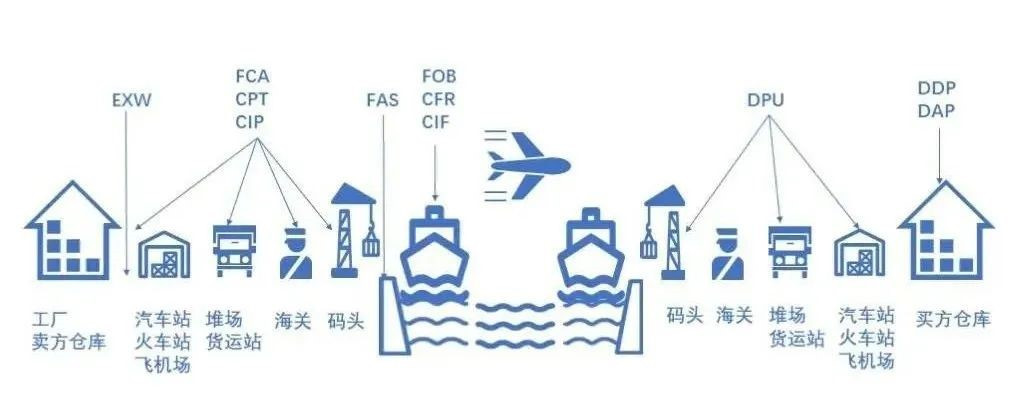 EXW
FCA
CPT
CIP
FAS
FOB
CFR
CIF
DPU
DDP
DAP
工厂
卖方仓库
汽车站
火车站
飞机场
堆场
货运站
海关
码头
码头
海关
堆场
货运站
汽车站
火车站
飞机场
买方仓库